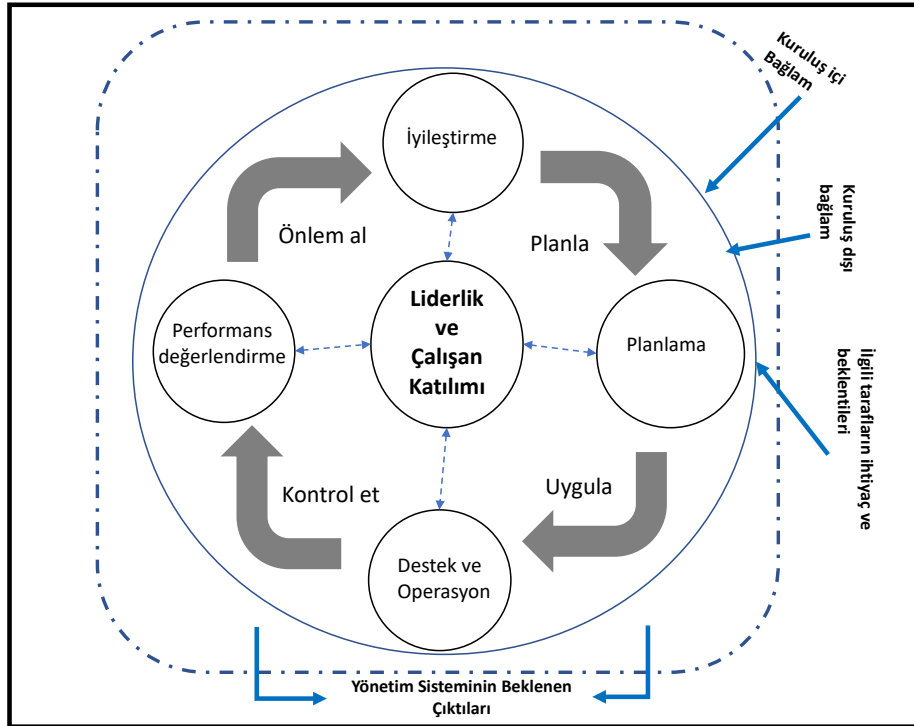 Kuruluş içi
Bağlam
İyileştirme
Kuruluş dışı
bağlam
Önlem al
Planla
Liderlik
ve
Çalışan
Katılımı
Performans
değerlendirme
Planlama
İlgili tarafların ihtiyaç ve
beklentileri
Kontrol et
Uygula
Destek ve
Operasyon
Yönetim Sisteminin Beklenen
Çıktıları